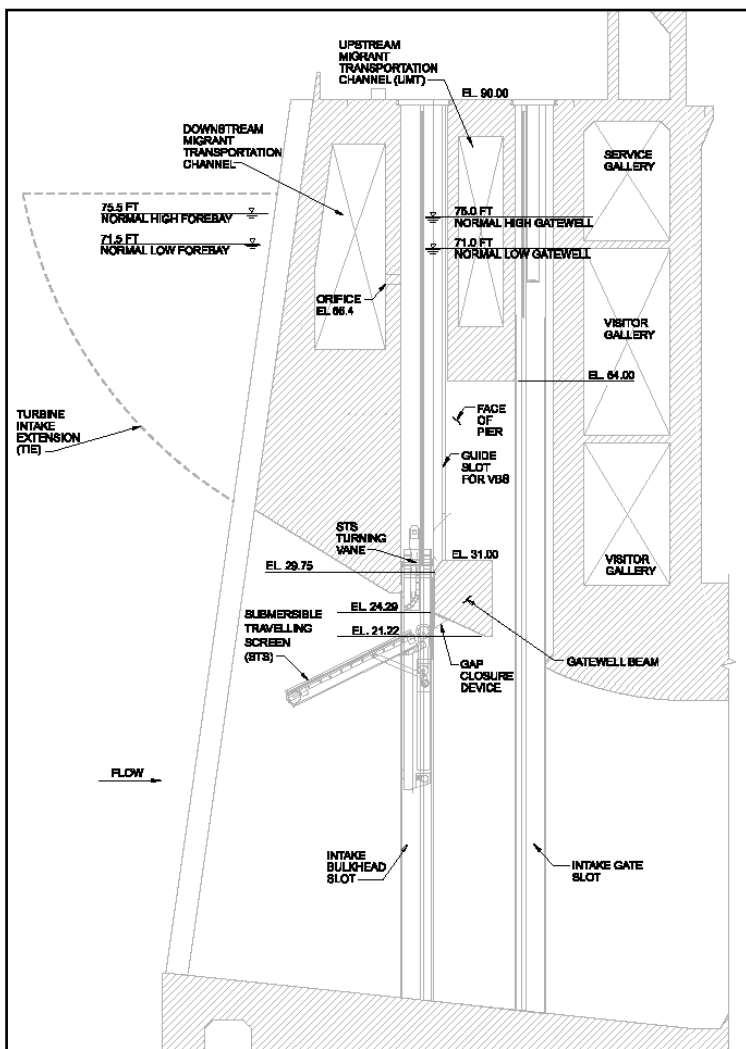 UPSTREAM
MIGRANT
TRANSPORTATION
CHANNEL (UMT)
EL. 90.00
DOWNSTREAM
MIGRANT
TRANSPORTATION
CHANNEL
SERVICE
GALLERY
75.5 FT
NORMAL HIGH FOREBAY
75.0 FT
NORMAL HIGH GATEWELL
71.5 FT
NORMAL LOW FOREBAY
71.0 FT
NORMAL LOW GATEWELL
ORIFICE
EL 66.4
VISITOR
GALLERY
EL. 64.00
TURBINE
INTAKE
EXTENSION
(TIE)
FACE
OF
PIER
GUIDE
SLOT
FOR VBS
STS
TURNING
VANE
EL. 31.00
EL. 29.75
VISITOR
GALLERY
EL. 24.29
SUBMERSIBLE
TRAVELLING
SCREEN
(STS)
EL. 21.22
GAP
CLOSURE
DEVICE
GATEWELL BEAM
FLOW
INTAKE
BULKHEAD
SLOT
INTAKE GATE
SLOT